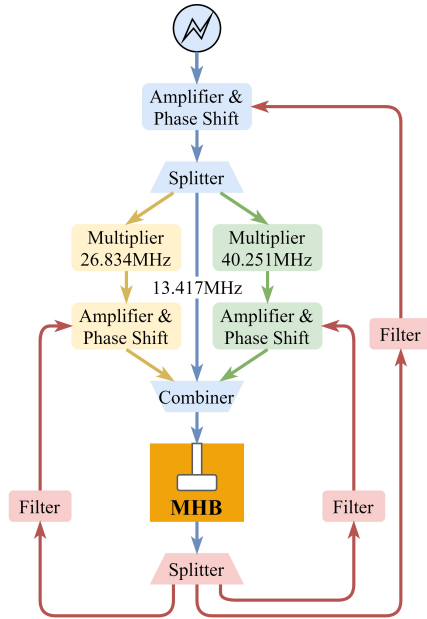 Amplifier &
Phase Shift
Splitter
Multiplier
26.834MHz
Multiplier
40.251MHz
13.417MHz
Amplifier &
Phase Shift
Amplifier &
Phase Shift
Filter
Combiner
MHB
Filter
Filter
Splitter